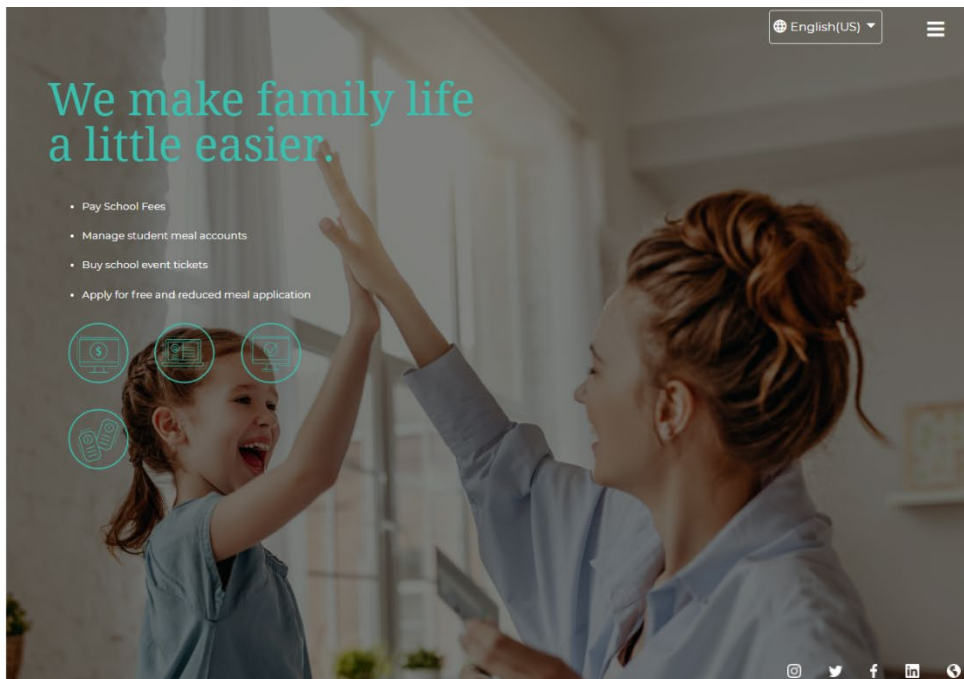 English(US)
We make family life
a little easier.
• Pay School Fees
• Manage student meal accounts
• Buy school event tickets
• Apply for free and reduced meal application